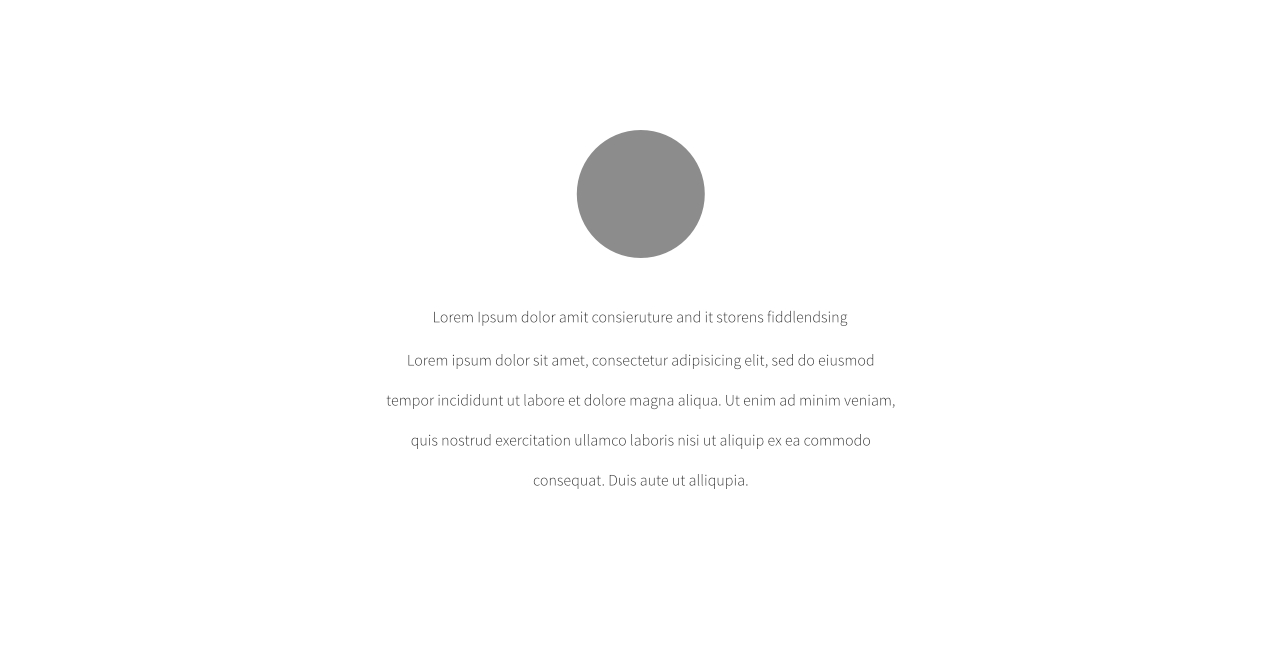 Lorem Ipsum dolor amit consieruture and it storens fiddlendsing
Lorem ipsum dolor sit amet, consectetur adipisicing elit, sed do eiusmod
tempor incididunt ut labore et dolore magna aliqua. Ut enim ad minim veniam,
quis nostrud exercitation ullamco laboris nisi ut aliquip ex ea commodo
consequat. Duis aute ut alliqupia.